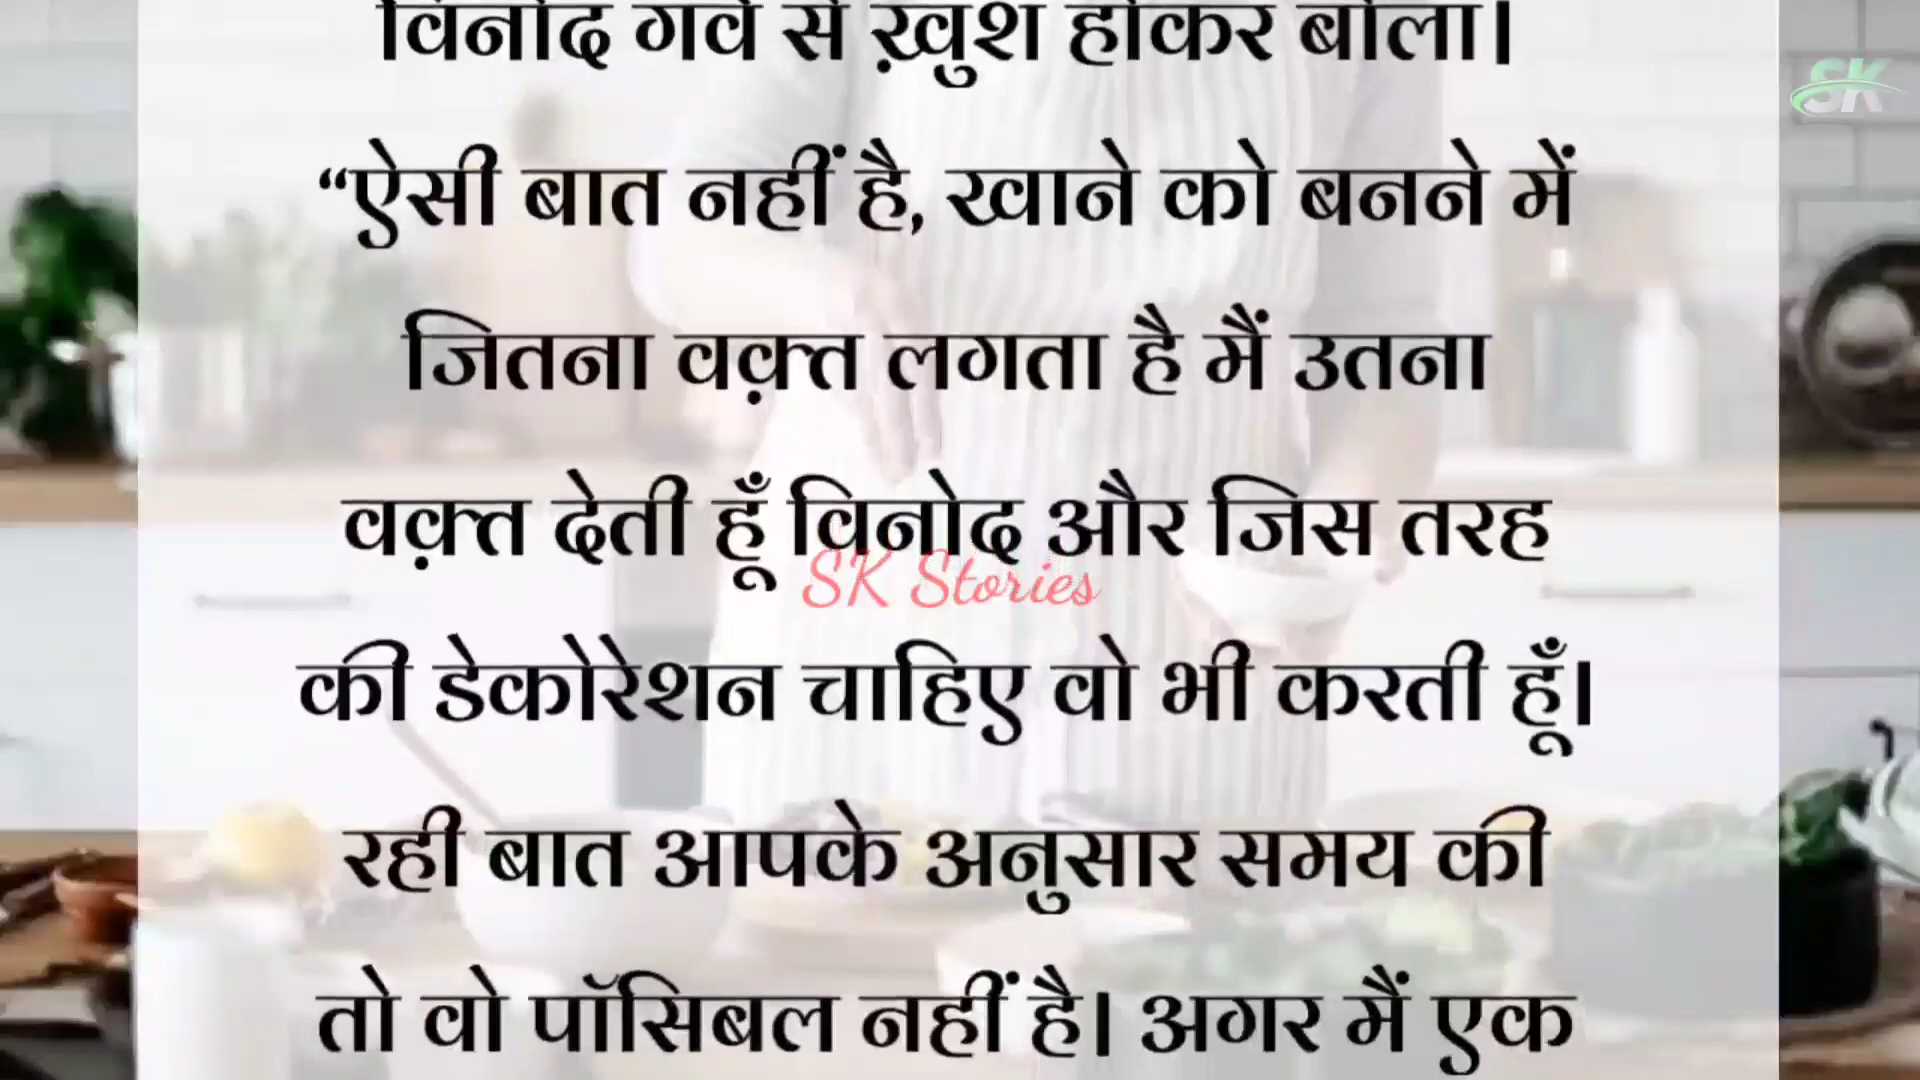 विनोद गर्व से ख़ुश होकर बोला।
SK
“ऐसी बात नहीं है, खाने को बनने में
जितना वक़्त लगता है मैं उतना
वक़्त देती हूँ विनोद और जिस तरह
SK Stories
की डेकोरेशन चाहिए वो भी करती हूँ।
रही बात आपके अनुसार समय की
तो वो पॉसिबल नहीं है। अगर मैं एक